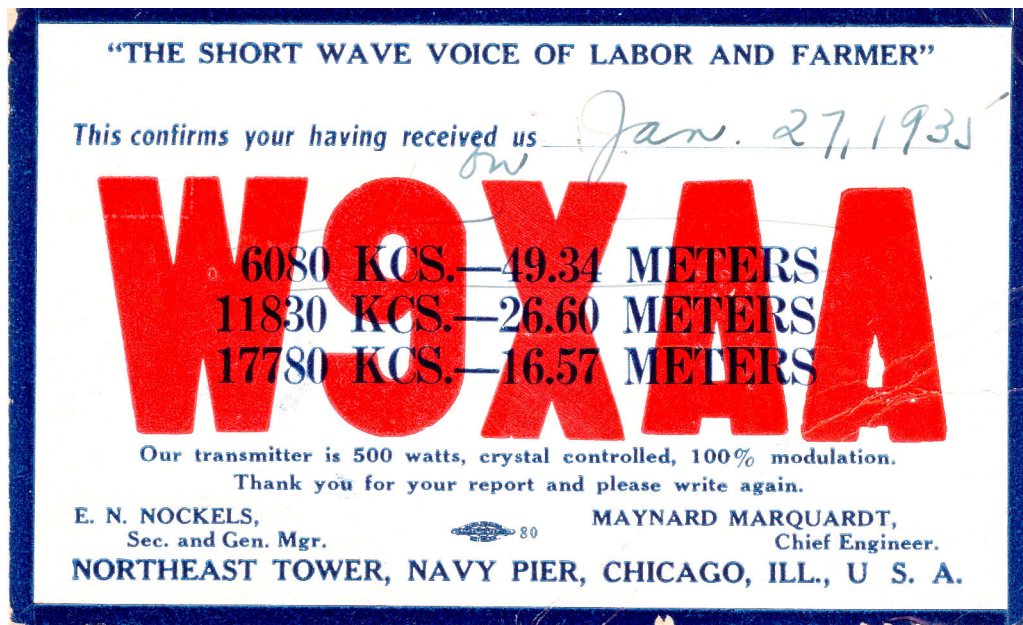 "THE SHORT WAVE VOICE OF LABOR AND FARMER"
This confirms your having received us Jan. 27, 1935
on
W9XAA
6080 KCS.—49.34 METERS
11830 KCS.—26.60 METERS
17780 KCS.—16.57 METERS
Our transmitter is 500 watts, crystal controlled, 100% modulation.
Thank you for your report and please write again.
E. N. NOCKELS,
Sec. and Gen. Mgr.
80
MAYNARD MARQUARDT,
Chief Engineer.
NORTHEAST TOWER, NAVY PIER, CHICAGO, ILL., U S. A.